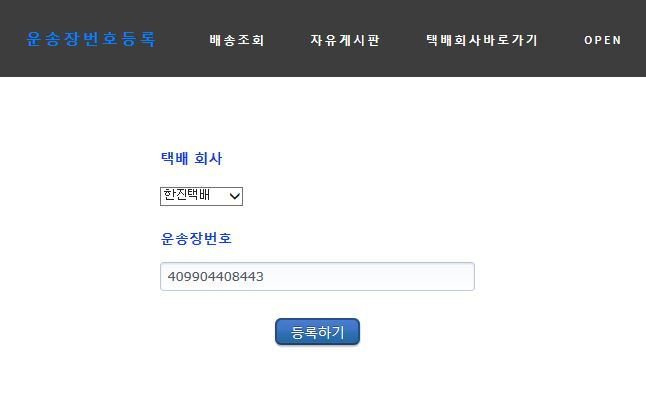 운송장번호등록 배송조회 자유게시판 택배회사바로가기 OPEN
택배 회사
한진택배
운송장번호
409904408443
등록하기